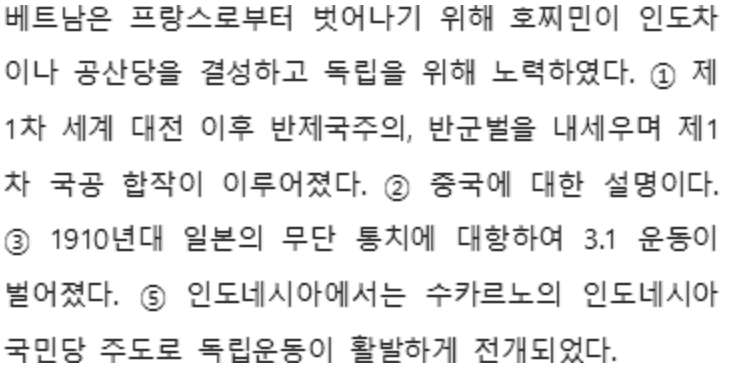 베트남은 프랑스로부터 벗어나기 위해 호찌민이 인도차
이나 공산당을 결성하고 독립을 위해 노력하였다. ① 제
1차 세계 대전 이후 반제국주의, 반군벌을 내세우며 제1
차 국공 합작이 이루어졌다. ② 중국에 대한 설명이다.
③ 1910년대 일본의 무단 통치에 대항하여 3.1 운동이
벌어졌다. ⑤ 인도네시아에서는 수카르노의 인도네시아
국민당 주도로 독립운동이 활발하게 전개되었다.